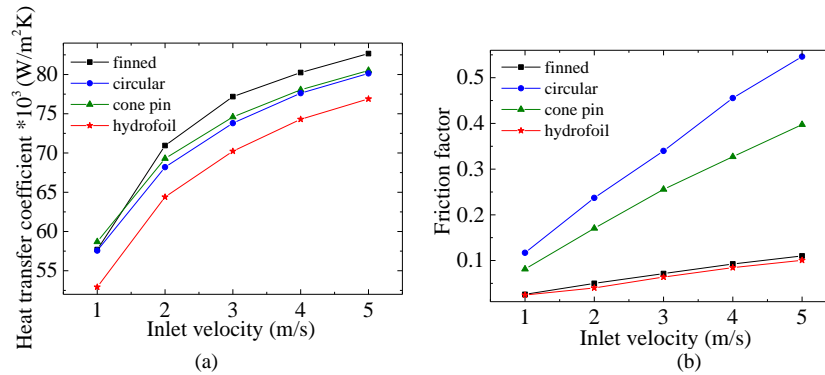 Heat transfer coefficient *10³ (W/m²K)
80
75
70
65
60
55
finned
circular
cone pin
hydrofoil
1 2 3 4 5
Inlet velocity (m/s)
(a)
Friction factor
0.5
0.4
0.3
0.2
0.1
finned
circular
cone pin
hydrofoil
1 2 3 4 5
Inlet velocity (m/s)
(b)